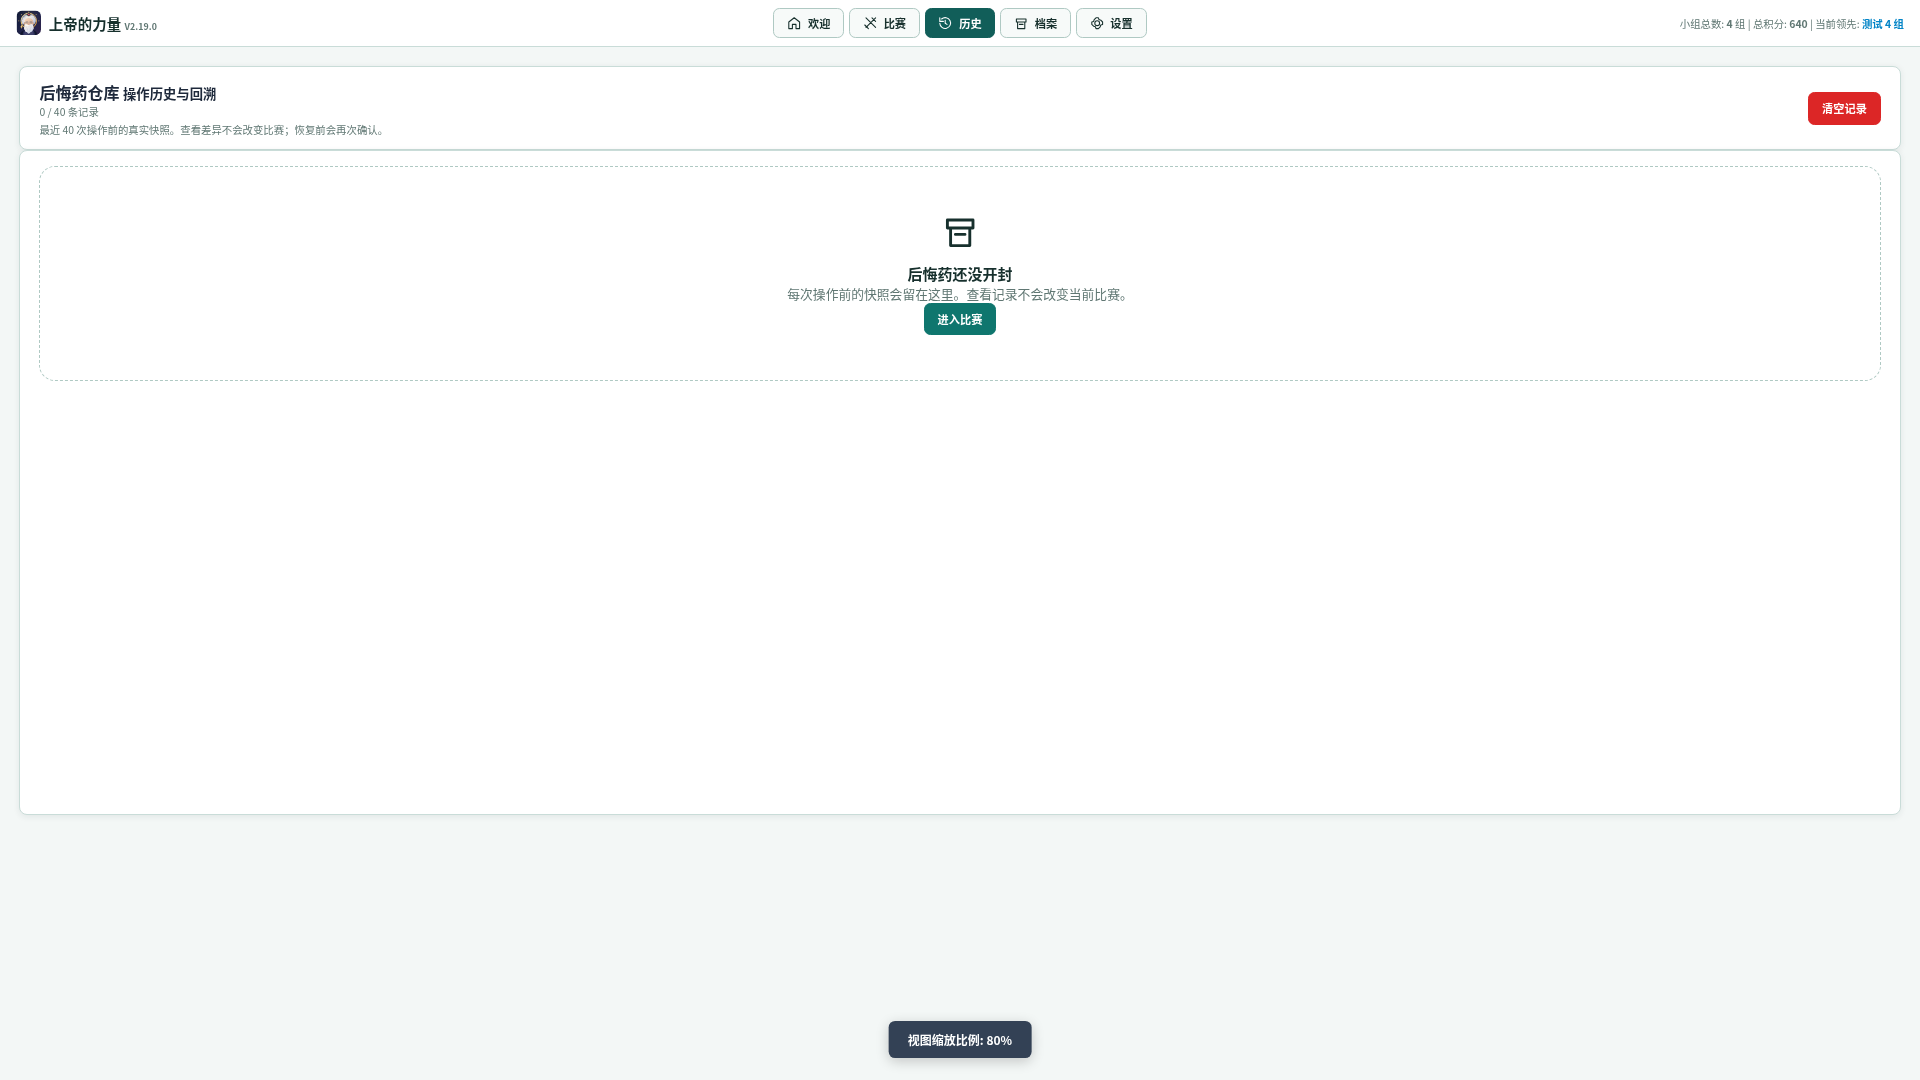 上帝的力量 V2.19.0
欢迎
比赛
历史
档案
设置
小组总数: 4 组 | 总积分: 640 | 当前领先: 测试 4 组
后悔药仓库 操作历史与回溯
0 / 40 条记录
最近 40 次操作前的真实快照。查看差异不会改变比赛；恢复前会再次确认。
清空记录
后悔药还没开封
每次操作前的快照会留在这里。查看记录不会改变当前比赛。
进入比赛
视图缩放比例: 80%